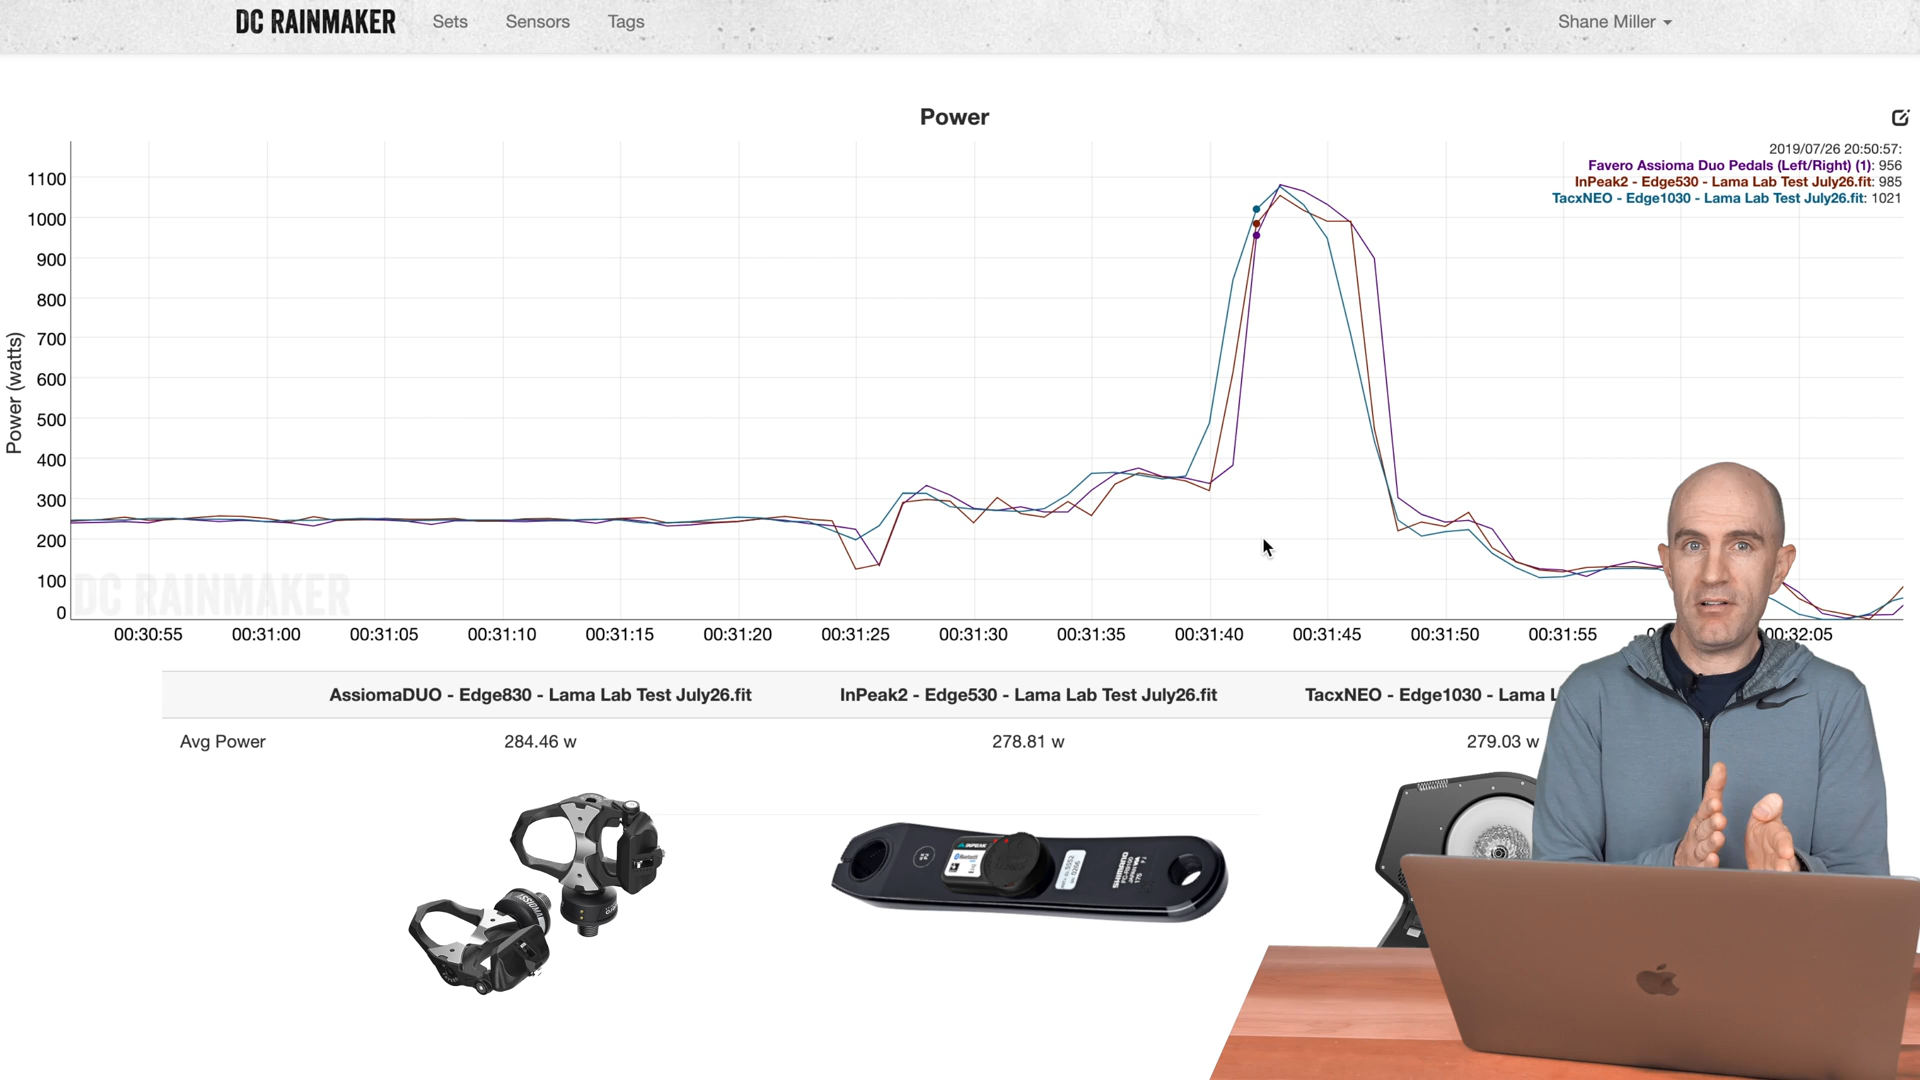 DC RAINMAKER Sets Sensors Tags Shane Miller
Power
2019/07/26 20:50:57:
Favero Assioma Duo Pedals (Left/Right) (1): 956
InPeak2 - Edge530 - Lama Lab Test July26.fit: 985
TacxNEO - Edge1030 - Lama Lab Test July26.fit: 1021
Power (watts)
1100
1000
900
800
700
600
500
400
300
200
100
0
DC RAINMAKER
00:30:55 00:31:00 00:31:05 00:31:10 00:31:15 00:31:20 00:31:25 00:31:30 00:31:35 00:31:40 00:31:45 00:31:50 00:31:55 00:32:05
AssiomaDUO - Edge830 - Lama Lab Test July26.fit InPeak2 - Edge530 - Lama Lab Test July26.fit TacxNEO - Edge1030 - Lama L
Avg Power 284.46 w 278.81 w 279.03 w
INPEAK
Bluetooth
SHIMANO
175
ASSIOMA